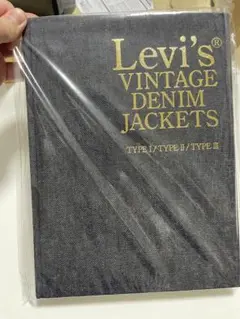 Levi's®
VINTAGE
DENIM
JACKETS
TYPE I / TYPE II / TYPE III